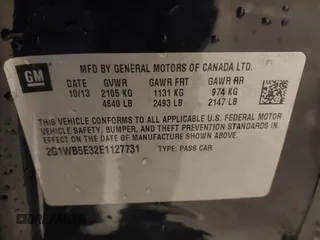 GM
MFD BY GENERAL MOTORS OF CANADA LTD.
DATE GVWR GAWR FRT GAWR RR
10/13 2105 KG 1131 KG 974 KG
4640 LB 2493 LB 2147 LB
THIS VEHICLE CONFORMS TO ALL APPLICABLE U.S. FEDERAL MOTOR
VEHICLE SAFETY, BUMPER, AND THEFT PREVENTION STANDARDS IN
EFFECT ON THE DATE OF MANUFACTURE SHOWN ABOVE.
2G1WB5E32E1127731 TYPE: PASS CAR